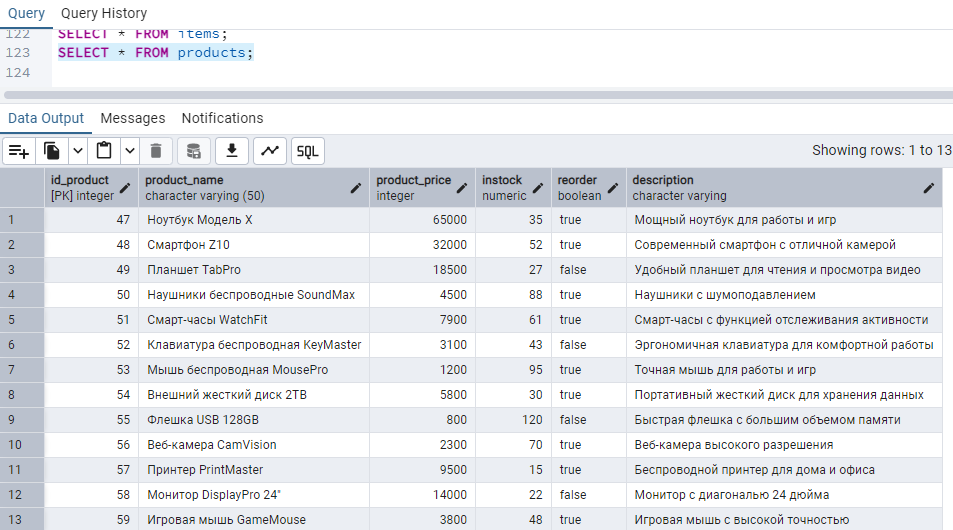 Query Query History
122 SELECT * FROM items;
123 SELECT * FROM products;
124
Data Output Messages Notifications
SQL Showing rows: 1 to 13
id_product product_name product_price instock reorder description
[PK] integer character varying (50) integer numeric boolean character varying
1 47 Ноутбук Модель X 65000 35 true Мощный ноутбук для работы и игр
2 48 Смартфон Z10 32000 52 true Современный смартфон с отличной камерой
3 49 Планшет TabPro 18500 27 false Удобный планшет для чтения и просмотра видео
4 50 Наушники беспроводные SoundMax 4500 88 true Наушники с шумоподавлением
5 51 Смарт-часы WatchFit 7900 61 true Смарт-часы с функцией отслеживания активности
6 52 Клавиатура беспроводная KeyMaster 3100 43 false Эргономичная клавиатура для комфортной работы
7 53 Мышь беспроводная MousePro 1200 95 true Точная мышь для работы и игр
8 54 Внешний жесткий диск 2TB 5800 30 true Портативный жесткий диск для хранения данных
9 55 Флешка USB 128GB 800 120 false Быстрая флешка с большим объемом памяти
10 56 Веб-камера CamVision 2300 70 true Веб-камера высокого разрешения
11 57 Принтер PrintMaster 9500 15 true Беспроводной принтер для дома и офиса
12 58 Монитор DisplayPro 24" 14000 22 false Монитор с диагональю 24 дюйма
13 59 Игровая мышь GameMouse 3800 48 true Игровая мышь с высокой точностью